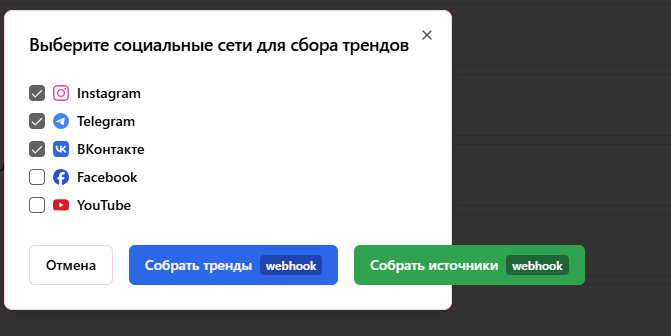 Выберите социальные сети для сбора трендов
Instagram
Telegram
ВКонтакте
Facebook
YouTube
Отмена Собрать тренды webhook Собрать источники webhook